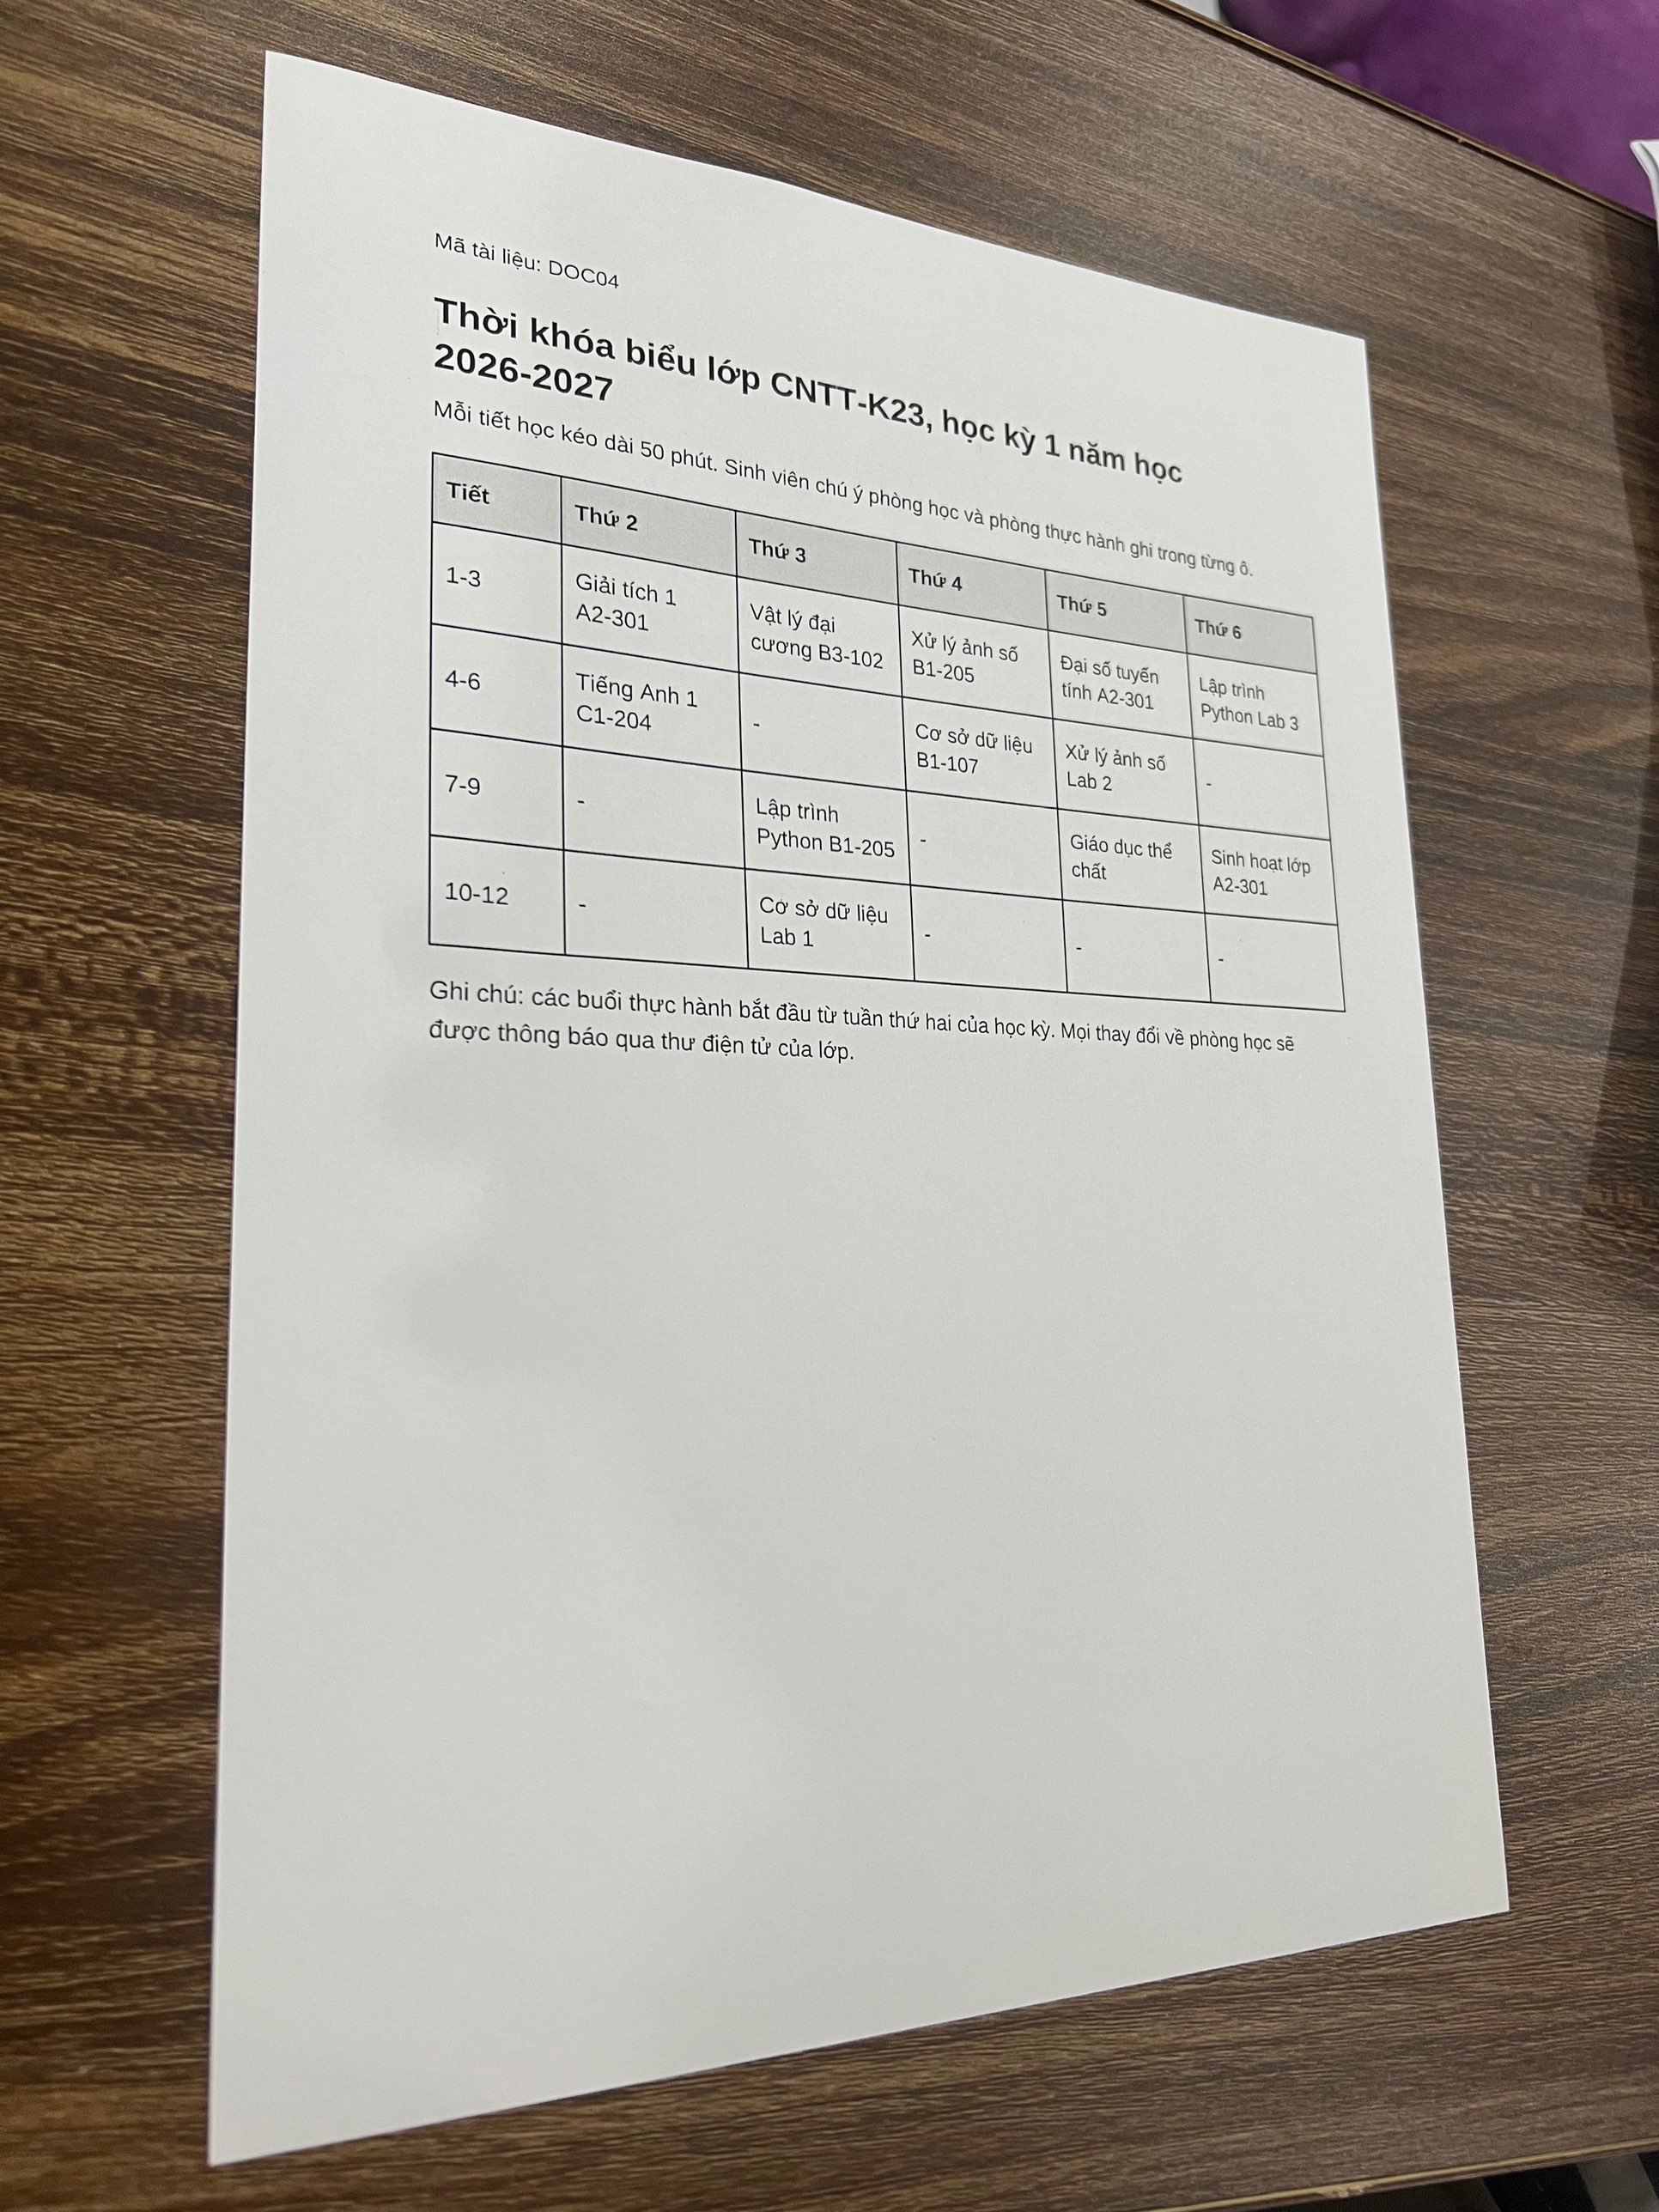 Mã tài liệu: DOC04
Thời khóa biểu lớp CNTT-K23, học kỳ 1 năm học
2026-2027
Mỗi tiết học kéo dài 50 phút. Sinh viên chú ý phòng học và phòng thực hành ghi trong từng ô.
Tiết Thứ 2 Thứ 3 Thứ 4 Thứ 5 Thứ 6
1-3 Giải tích 1 Vật lý đại Xử lý ảnh số Đại số tuyến Lập trình
A2-301 cương B3-102 B1-205 tính A2-301 Python Lab 3
4-6 Tiếng Anh 1 - Cơ sở dữ liệu Xử lý ảnh số -
C1-204 B1-107 Lab 2
7-9 - Lập trình - Giáo dục thể Sinh hoạt lớp
Python B1-205 chất A2-301
10-12 - Cơ sở dữ liệu - - -
Lab 1
Ghi chú: các buổi thực hành bắt đầu từ tuần thứ hai của học kỳ. Mọi thay đổi về phòng học sẽ
được thông báo qua thư điện tử của lớp.